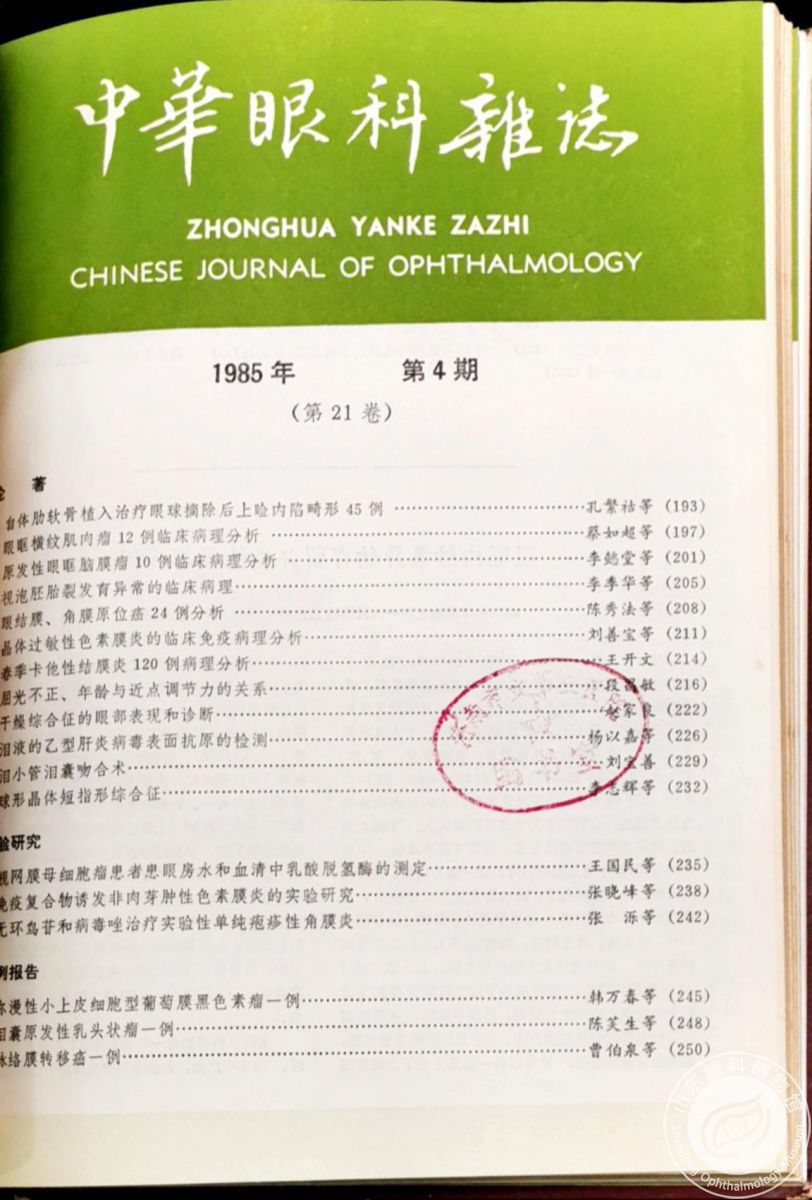 中華眼科雜誌
ZHONGHUA YANKE ZAZHI
CHINESE JOURNAL OF OPHTHALMOLOGY
1985年 第4期
(第21卷)
论 著
自体肋软骨植入治疗眼球摘除后上睑内陷畸形45例 孔繁祜等 (193)
眼眶横纹肌肉瘤12例临床病理分析 蔡如超等 (197)
原发性眼眶脑膜瘤10例临床病理分析 李懿堂等 (201)
视泡胚胎裂发育异常的临床病理 李季华等 (205)
眼结膜、角膜原位癌24例分析 陈秀法等 (208)
晶体过敏性色素膜炎的临床免疫病理分析 刘善宝等 (211)
春季卡他性结膜炎120例病理分析 王开文 (214)
屈光不正、年龄与近点调节力的关系 段昌敏 (216)
干燥综合征的眼部表现和诊断 赵家良 (222)
泪液的乙型肝炎病毒表面抗原的检测 杨以嘉等 (226)
泪小管泪囊吻合术 刘宝善 (229)
球形晶体短指形综合征 李志辉等 (232)
验研究
视网膜母细胞瘤患者患眼房水和血清中乳酸脱氢酶的测定 王国民等 (235)
免疫复合物诱发非肉芽肿性色素膜炎的实验研究 张晓峰等 (238)
无环鸟苷和病毒唑治疗实验性单纯疱疹性角膜炎 张 泺等 (242)
例报告
弥漫性小上皮细胞型葡萄膜黑色素瘤一例 韩万春等 (245)
泪囊原发性乳头状瘤一例 陈芙生等 (248)
脉络膜转移癌一例 曹伯泉等 (250)
图书室
Ophthalmology Museum